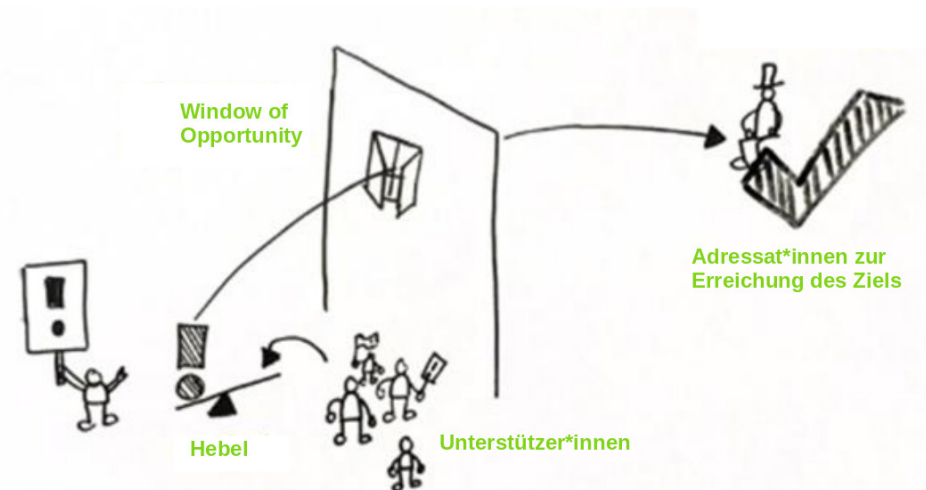 Window of
Opportunity
Adressat*innen zur
Erreichung des Ziels
!
Hebel
Unterstützer*innen